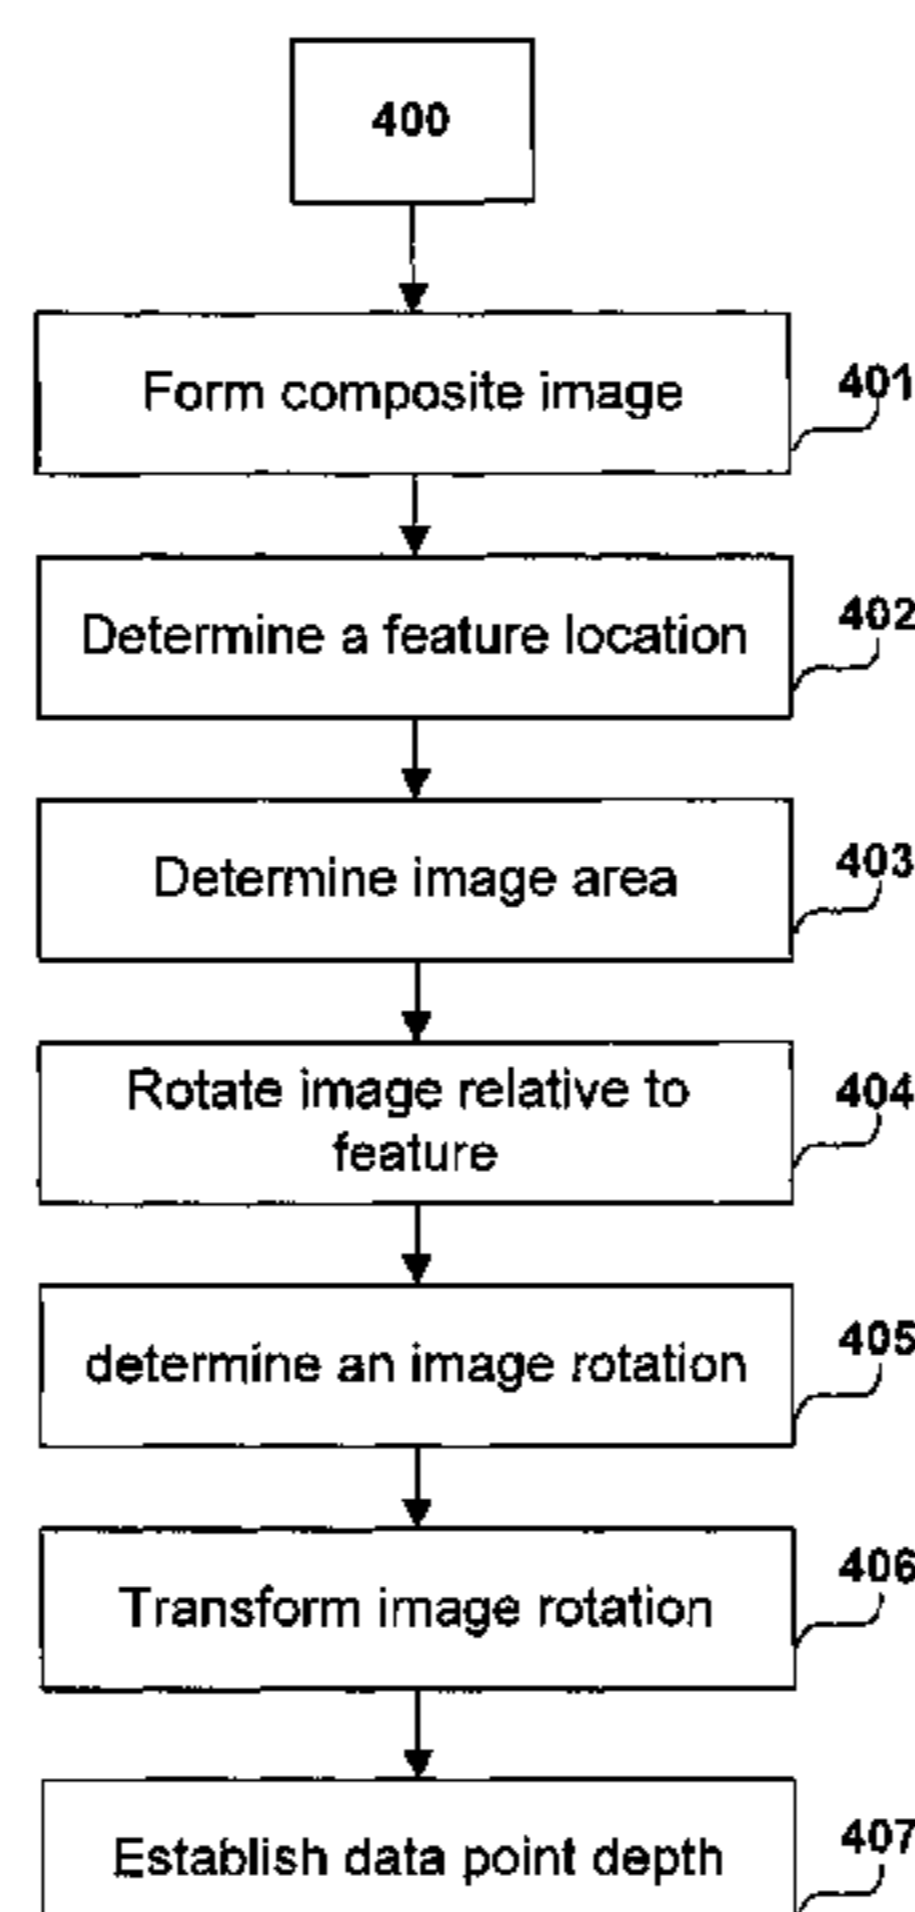 400
Form composite image
401
Determine a feature location
402
Determine image area
403
Rotate image relative to
feature
404
determine an image rotation
405
Transform image rotation
406
Establish data point depth
407